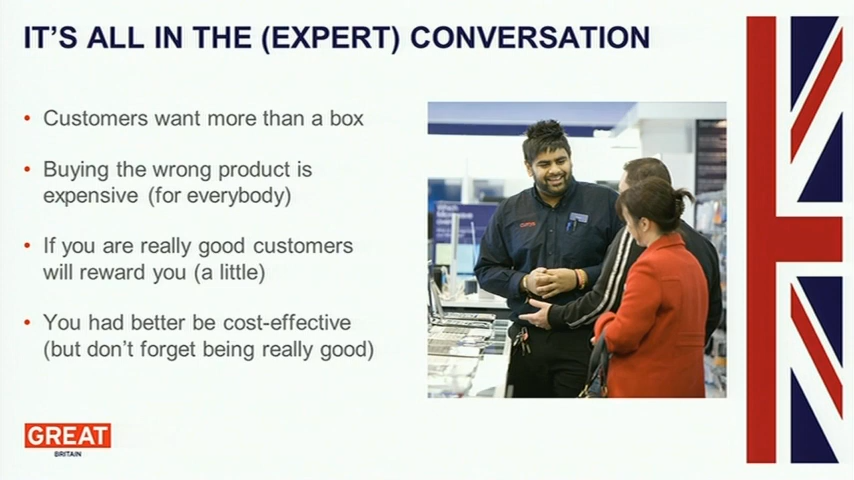 IT'S ALL IN THE (EXPERT) CONVERSATION
• Customers want more than a box
• Buying the wrong product is
expensive (for everybody)
• If you are really good customers
will reward you (a little)
• You had better be cost-effective
(but don't forget being really good)
GREAT
BRITAIN